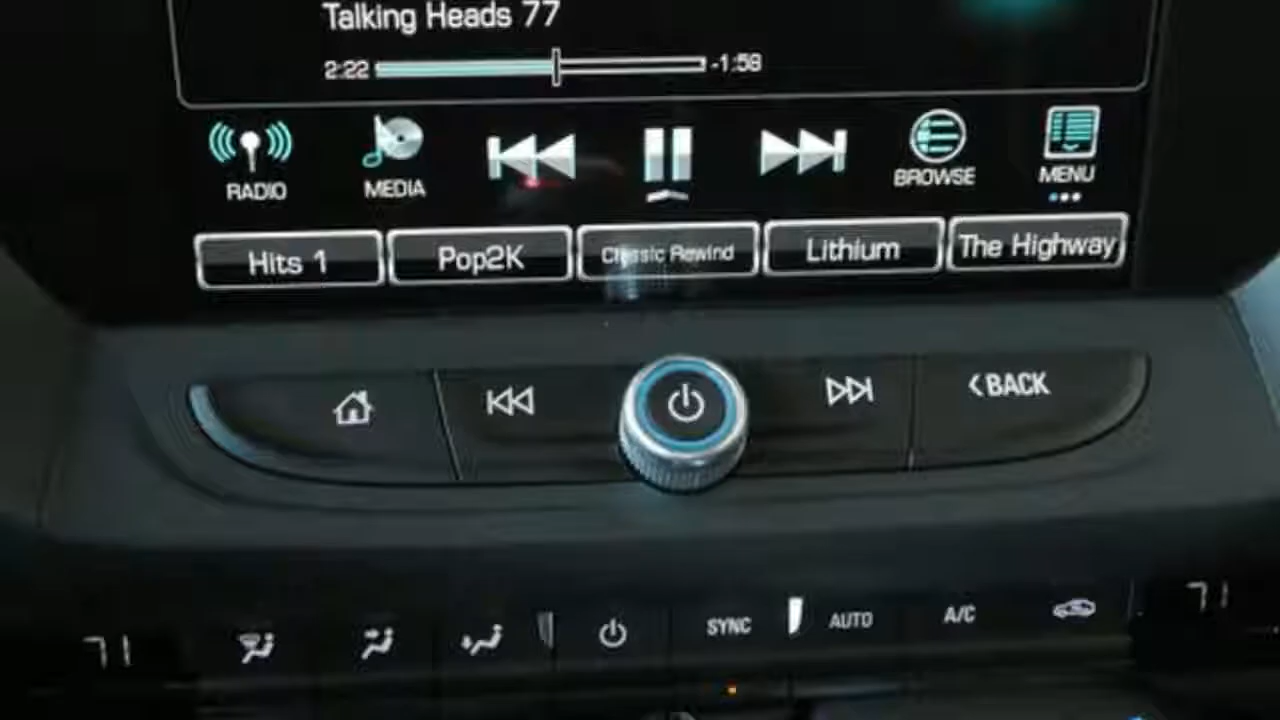 Talking Heads 77
2:22 -1:58
RADIO MEDIA BROWSE MENU
Hits 1 Pop2K Classic Rewind Lithium The Highway
BACK
71 SYNC AUTO A/C 71